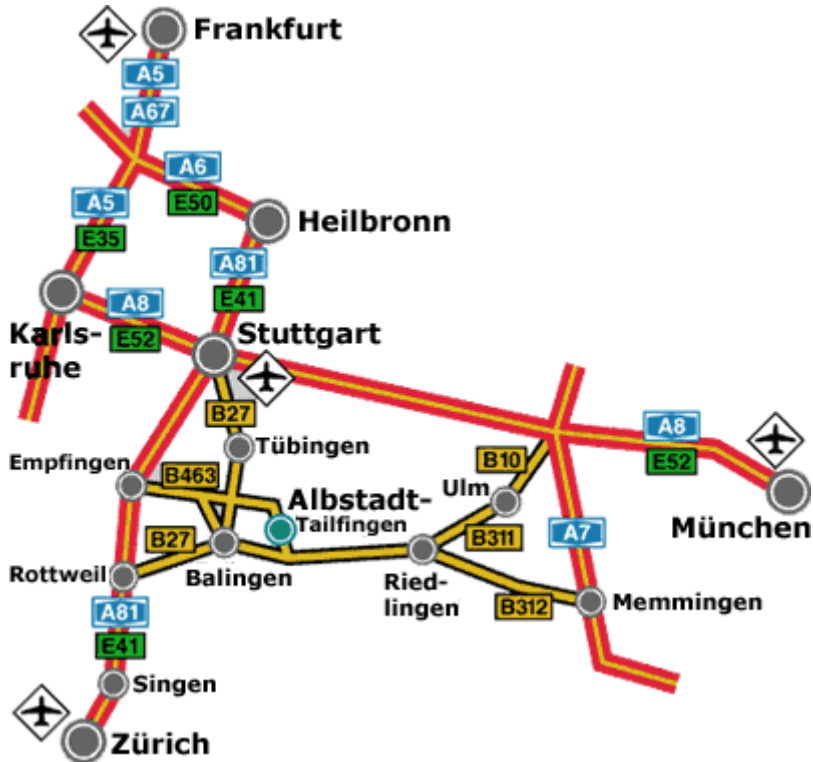 Frankfurt
A5
A67
A6
E50
A5
E35
Heilbronn
A81
E41
A8
E52
Karls-
ruhe
Stuttgart
B27
Tübingen
A8
E52
München
Empfingen
B463
Albstadt-
Tailfingen
B10
Ulm
B311
A7
B27
Balingen
Ried-
lingen
B312
Memmingen
Rottweil
A81
E41
Singen
Zürich